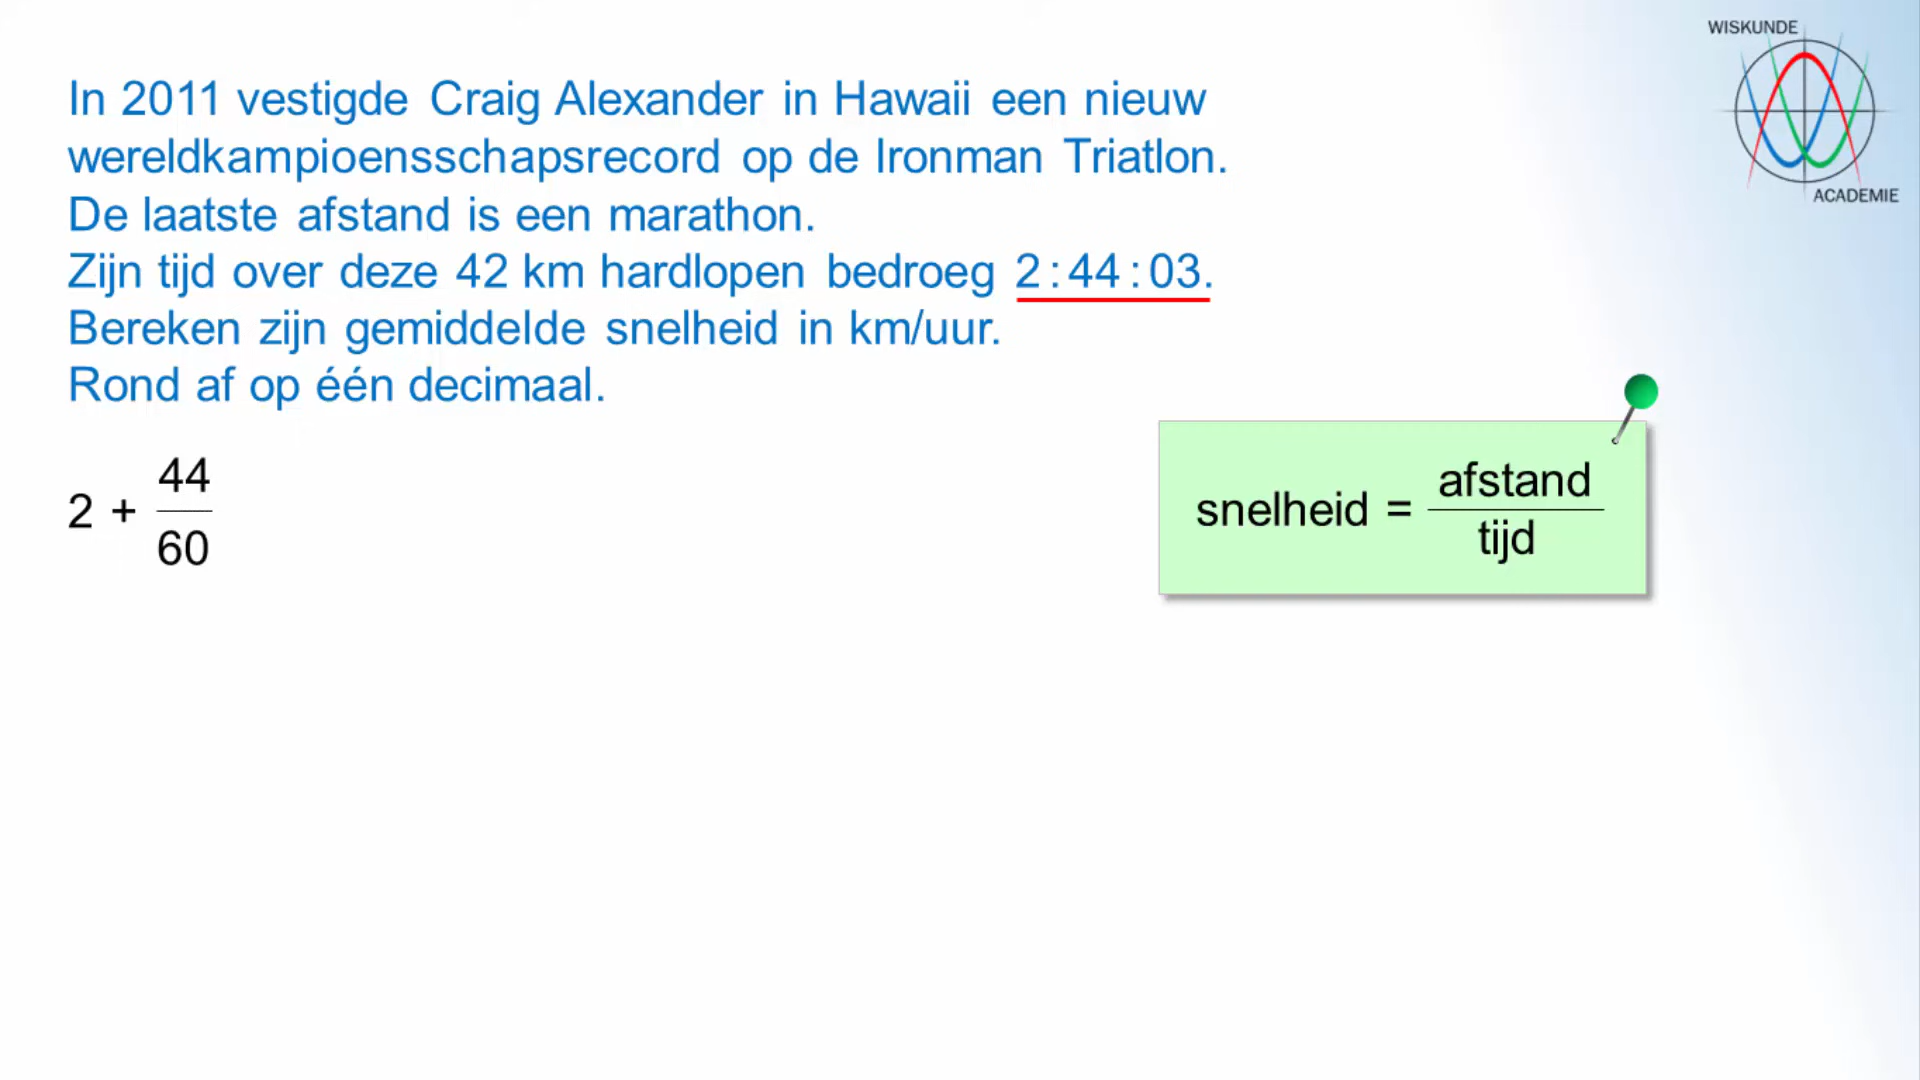 WISKUNDE
ACADEMIE
In 2011 vestigde Craig Alexander in Hawaii een nieuw
wereldkampioensschapsrecord op de Ironman Triatlon.
De laatste afstand is een marathon.
Zijn tijd over deze 42 km hardlopen bedroeg 2 : 44 : 03.
Bereken zijn gemiddelde snelheid in km/uur.
Rond af op één decimaal.
2 + 44/60
snelheid = afstand/tijd